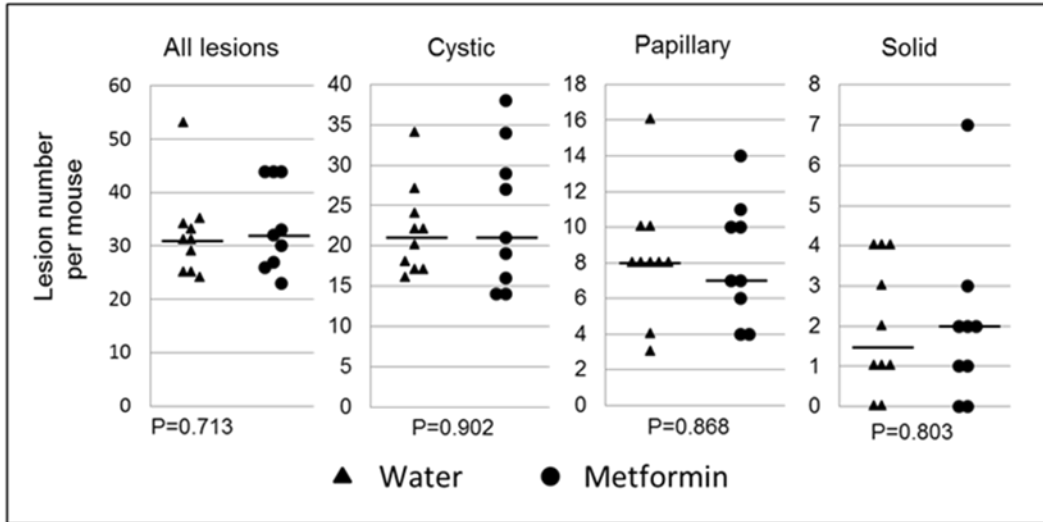 All lesions
Cystic
Papillary
Solid
Lesion number
per mouse
60
50
40
30
20
10
0
40
35
30
25
20
15
10
5
0
18
16
14
12
10
8
6
4
2
0
8
7
6
5
4
3
2
1
0
P=0.713
P=0.902
P=0.868
P=0.803
Water
Metformin